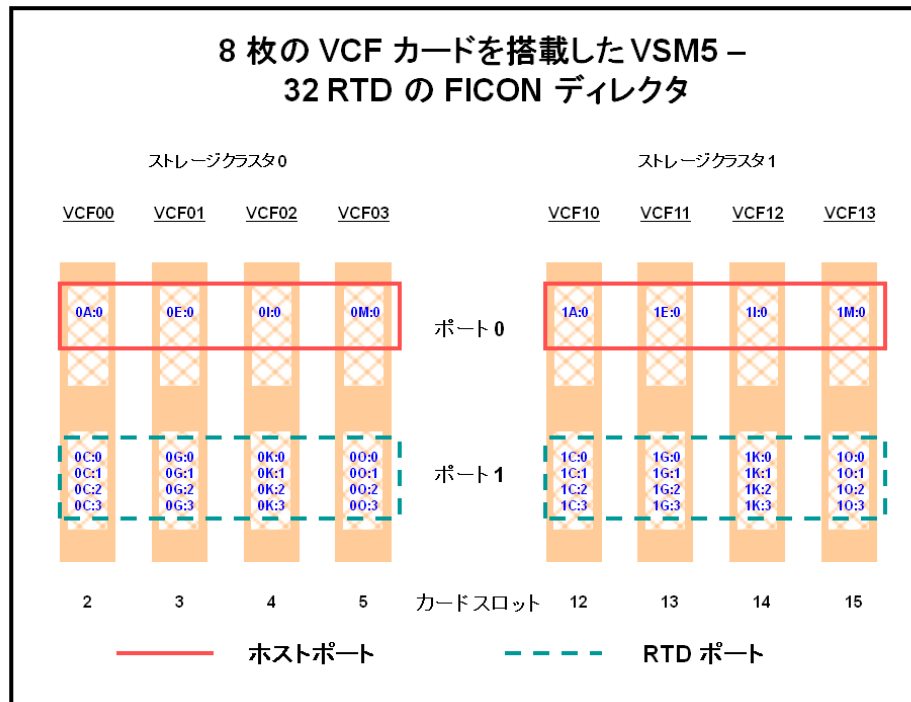 8 枚の VCF カードを搭載した VSM5 –
32 RTD の FICON ディレクタ
ストレージクラスタ0 ストレージクラスタ1
VCF00 VCF01 VCF02 VCF03 VCF10 VCF11 VCF12 VCF13
0A:0 0E:0 0I:0 0M:0 ポート0 1A:0 1E:0 1I:0 1M:0
0C:0 0G:0 0K:0 0O:0 1C:0 1G:0 1K:0 1O:0
0C:1 0G:1 0K:1 0O:1 ポート1 1C:1 1G:1 1K:1 1O:1
0C:2 0G:2 0K:2 0O:2 1C:2 1G:2 1K:2 1O:2
0C:3 0G:3 0K:3 0O:3 1C:3 1G:3 1K:3 1O:3
2 3 4 5 カードスロット 12 13 14 15
ホストポート RTD ポート